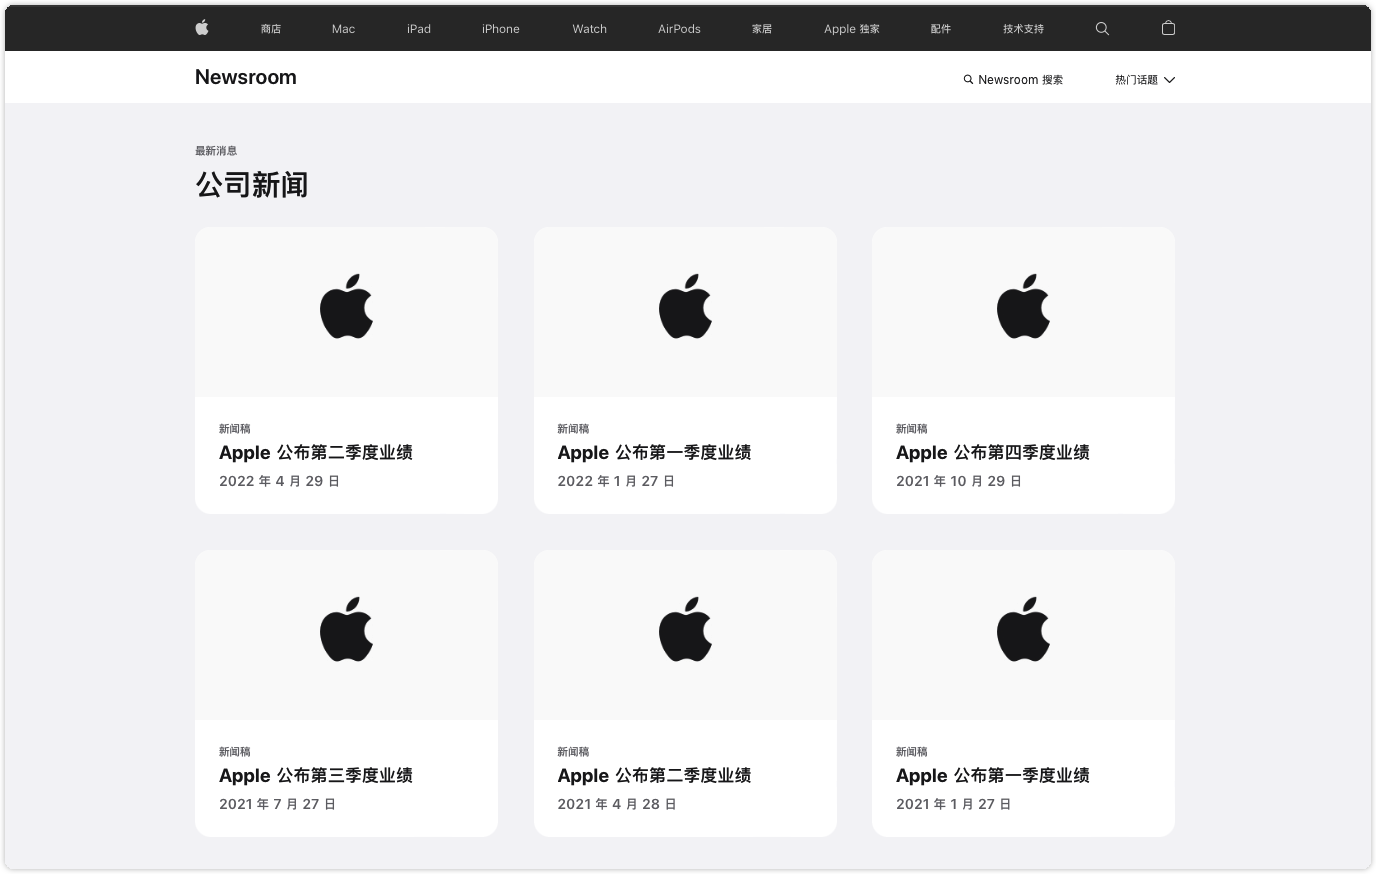 商店 Mac iPad iPhone Watch AirPods 家居 Apple 独家 配件 技术支持
Newsroom
Newsroom 搜索
热门话题
最新消息
公司新闻
新闻稿
Apple 公布第二季度业绩
2022 年 4 月 29 日
新闻稿
Apple 公布第一季度业绩
2022 年 1 月 27 日
新闻稿
Apple 公布第四季度业绩
2021 年 10 月 29 日
新闻稿
Apple 公布第三季度业绩
2021 年 7 月 27 日
新闻稿
Apple 公布第二季度业绩
2021 年 4 月 28 日
新闻稿
Apple 公布第一季度业绩
2021 年 1 月 27 日